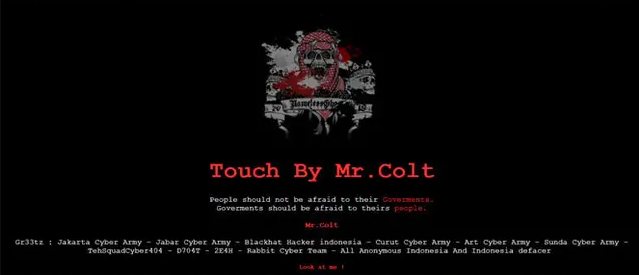 Touch By Mr.Colt
People should not be afraid to their Goverments.
Goverments should be afraid to theirs people.
Mr.Colt
Gr33tz : Jakarta Cyber Army - Jabar Cyber Army - Blackhat Hacker indonesia - Curut Cyber Army - Art Cyber Army - Sunda Cyber Army -
TehSquadCyber404 - D704T - 2E4H - Rabbit Cyber Team - All Anonymous Indonesia And Indonesia defacer
Look at me !